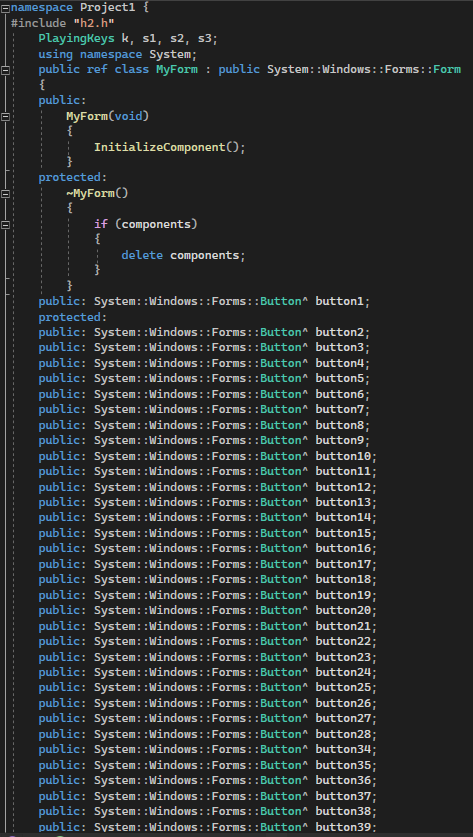 namespace Project1 {
#include "h2.h"
PlayingKeys k, s1, s2, s3;
using namespace System;
public ref class MyForm : public System::Windows::Forms::Form
{
public:
MyForm(void)
{
InitializeComponent();
}
protected:
~MyForm()
{
if (components)
{
delete components;
}
}
public: System::Windows::Forms::Button^ button1;
protected:
public: System::Windows::Forms::Button^ button2;
public: System::Windows::Forms::Button^ button3;
public: System::Windows::Forms::Button^ button4;
public: System::Windows::Forms::Button^ button5;
public: System::Windows::Forms::Button^ button6;
public: System::Windows::Forms::Button^ button7;
public: System::Windows::Forms::Button^ button8;
public: System::Windows::Forms::Button^ button9;
public: System::Windows::Forms::Button^ button10;
public: System::Windows::Forms::Button^ button11;
public: System::Windows::Forms::Button^ button12;
public: System::Windows::Forms::Button^ button13;
public: System::Windows::Forms::Button^ button14;
public: System::Windows::Forms::Button^ button15;
public: System::Windows::Forms::Button^ button16;
public: System::Windows::Forms::Button^ button17;
public: System::Windows::Forms::Button^ button18;
public: System::Windows::Forms::Button^ button19;
public: System::Windows::Forms::Button^ button20;
public: System::Windows::Forms::Button^ button21;
public: System::Windows::Forms::Button^ button22;
public: System::Windows::Forms::Button^ button23;
public: System::Windows::Forms::Button^ button24;
public: System::Windows::Forms::Button^ button25;
public: System::Windows::Forms::Button^ button26;
public: System::Windows::Forms::Button^ button27;
public: System::Windows::Forms::Button^ button28;
public: System::Windows::Forms::Button^ button34;
public: System::Windows::Forms::Button^ button35;
public: System::Windows::Forms::Button^ button36;
public: System::Windows::Forms::Button^ button37;
public: System::Windows::Forms::Button^ button38;
public: System::Windows::Forms::Button^ button39;